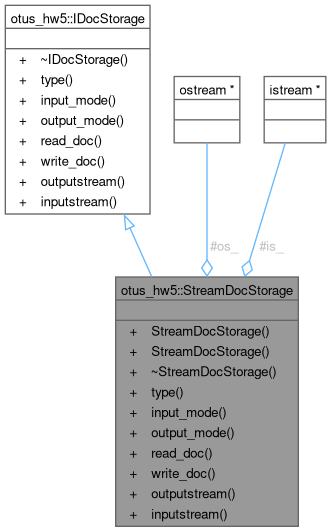 otus_hw5::IDocStorage
+ ~IDocStorage()
+ type()
+ input_mode()
+ output_mode()
+ read_doc()
+ write_doc()
+ outputstream()
+ inputstream()
ostream *
istream *
#os_
#is_
otus_hw5::StreamDocStorage
+ StreamDocStorage()
+ StreamDocStorage()
+ ~StreamDocStorage()
+ type()
+ input_mode()
+ output_mode()
+ read_doc()
+ write_doc()
+ outputstream()
+ inputstream()